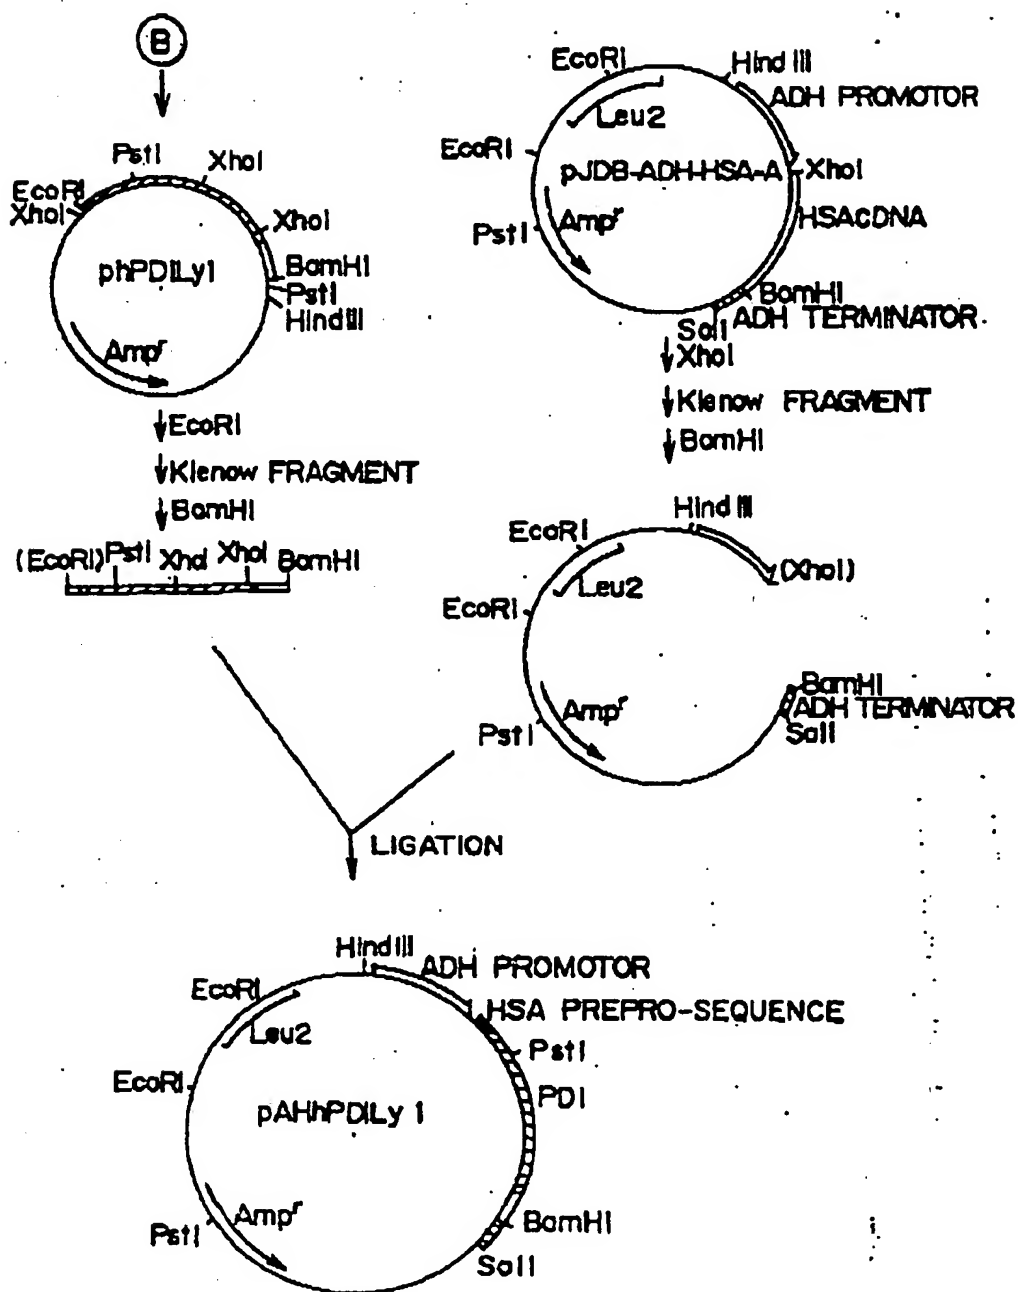 B
PstI
XhoI
EcoRI
XhoI
XhoI
phPDILy1
BamHI
PstI
HindIII
Ampr
EcoRI
Klenow FRAGMENT
BamHI
(EcoRI) PstI XhoI XhoI BamHI
EcoRI
HindIII
ADH PROMOTOR
Leu2
EcoRI
pJDB-ADH-HSA-A
XhoI
HSAcDNA
PstI
Ampr
BamHI
SalI
ADH TERMINATOR
XhoI
Klenow FRAGMENT
BamHI
HindIII
EcoRI
(XhoI)
Leu2
EcoRI
BamHI
ADH TERMINATOR
SalI
Ampr
PstI
LIGATION
HindIII
ADH PROMOTOR
EcoRI
HSA PREPRO-SEQUENCE
Leu2
PstI
EcoRI
PDI
pAHhPDILy 1
Ampr
PstI
BamHI
SalI